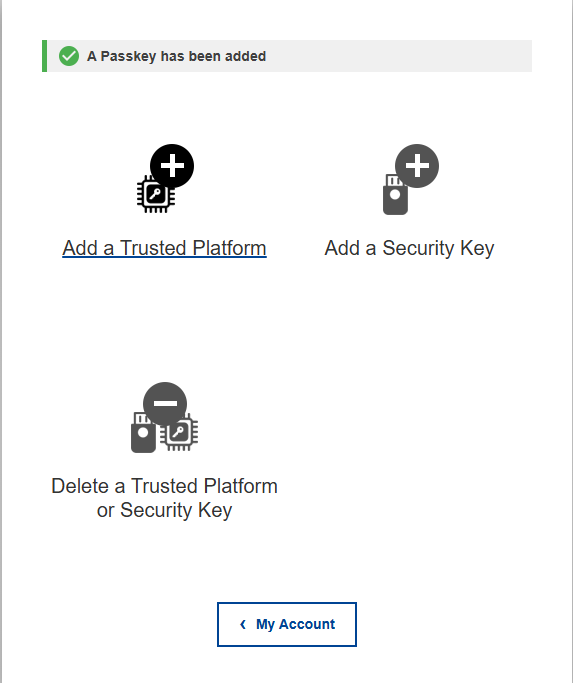 A Passkey has been added
Add a Trusted Platform
Add a Security Key
Delete a Trusted Platform
or Security Key
My Account